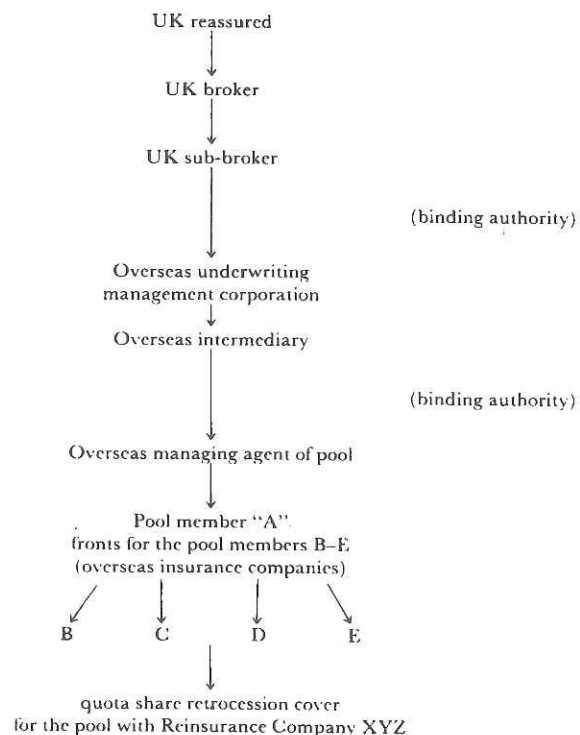 UK reassured
UK broker
UK sub-broker
(binding authority)
Overseas underwriting
management corporation
Overseas intermediary
(binding authority)
Overseas managing agent of pool
Pool member “A”
fronts for the pool members B–E
(overseas insurance companies)
B C D E
quota share retrocession cover
for the pool with Reinsurance Company XYZ